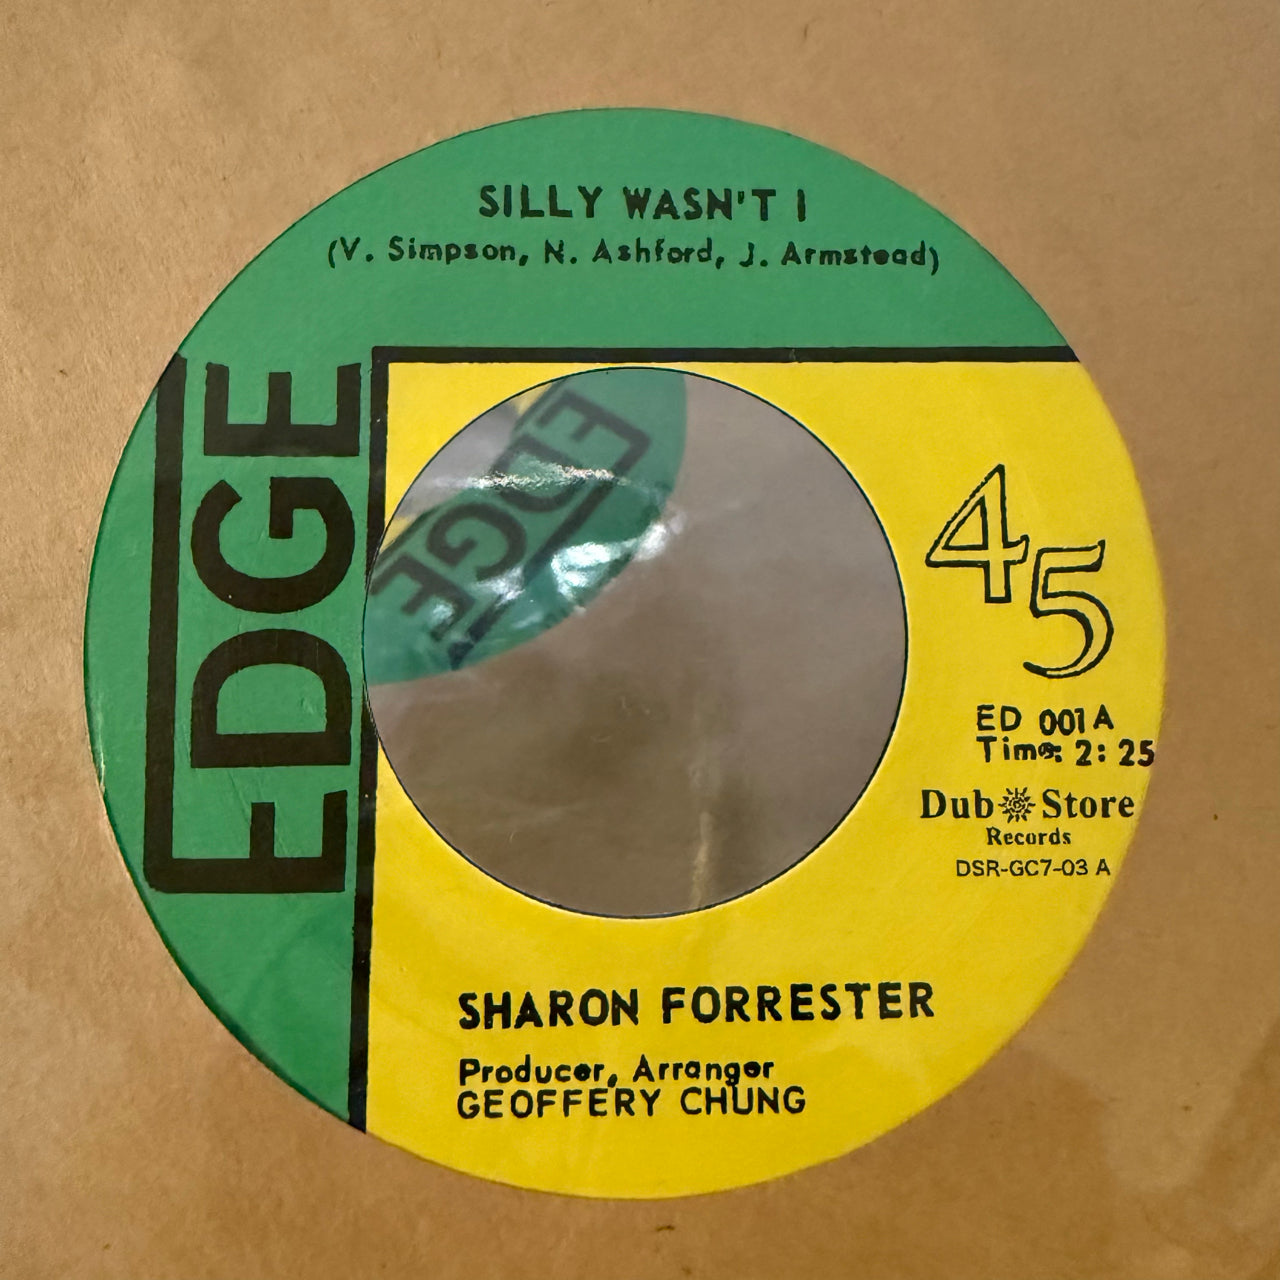 SILLY WASN'T I
(V. Simpson, N. Ashford, J. Armstead)
EDGE
EDGE
45
ED 001 A
Time: 2: 25
Dub Store
Records
DSR-GC7-03 A
SHARON FORRESTER
Producer, Arranger
GEOFFERY CHUNG